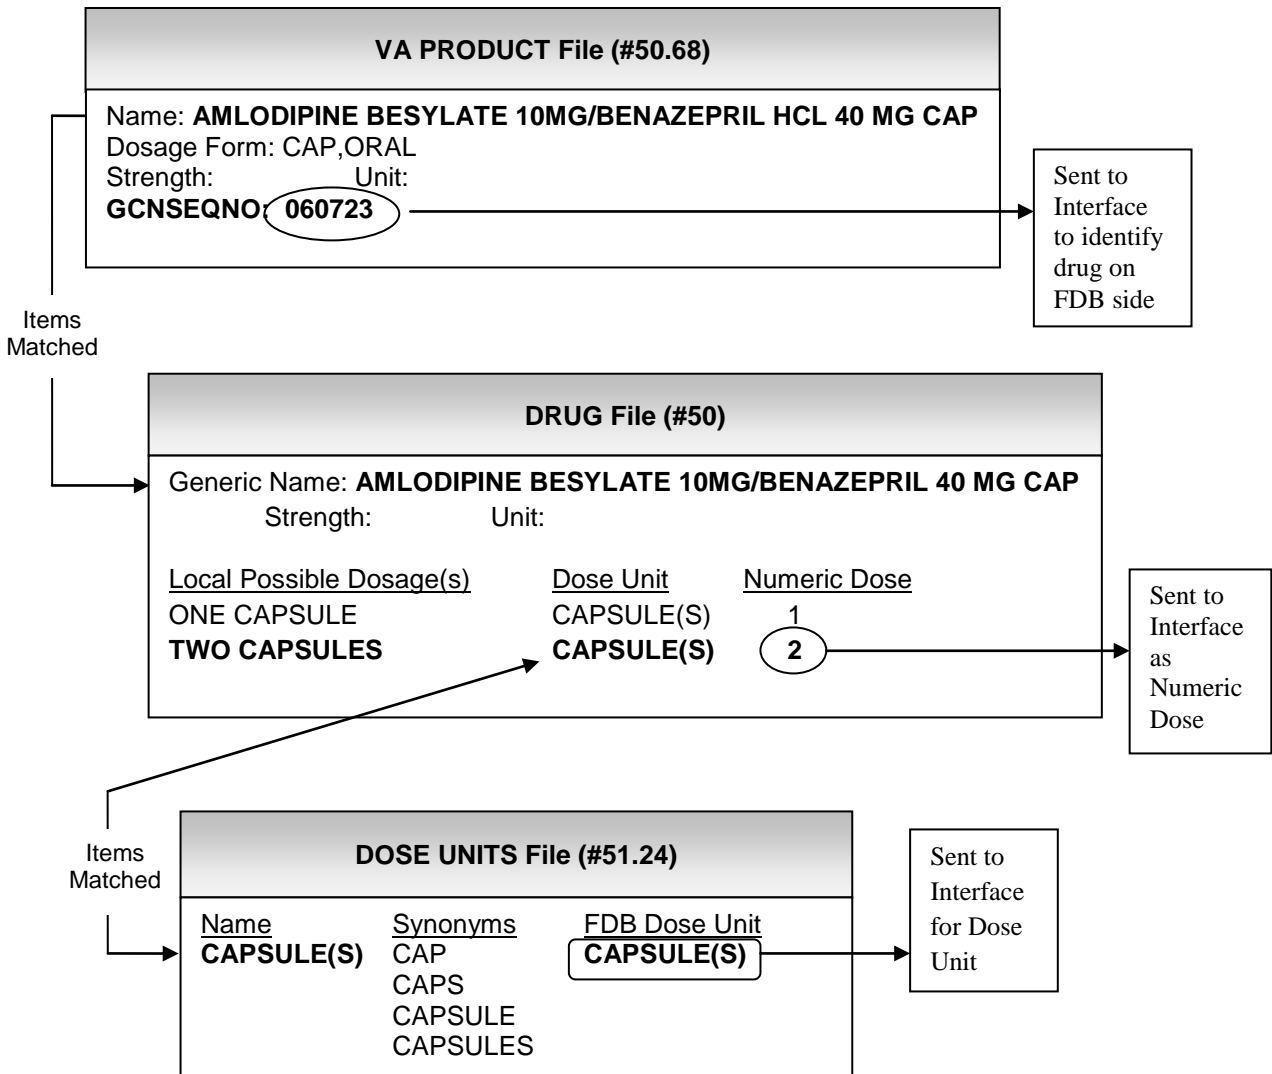 VA PRODUCT File (#50.68)
Name: AMLODIPINE BESYLATE 10MG/BENAZEPRIL HCL 40 MG CAP
Dosage Form: CAP,ORAL
Strength: Unit:
GCNSEQNO: 060723
Sent to
Interface
to identify
drug on
FDB side
Items
Matched
DRUG File (#50)
Generic Name: AMLODIPINE BESYLATE 10MG/BENAZEPRIL 40 MG CAP
Strength: Unit:
Local Possible Dosage(s) Dose Unit Numeric Dose
ONE CAPSULE CAPSULE(S) 1
TWO CAPSULES CAPSULE(S) 2
Sent to
Interface
as
Numeric
Dose
Items
Matched
DOSE UNITS File (#51.24)
Name Synonyms FDB Dose Unit
CAPSULE(S) CAP CAPSULE(S)
CAPS
CAPSULE
CAPSULES
Sent to
Interface
for Dose
Unit